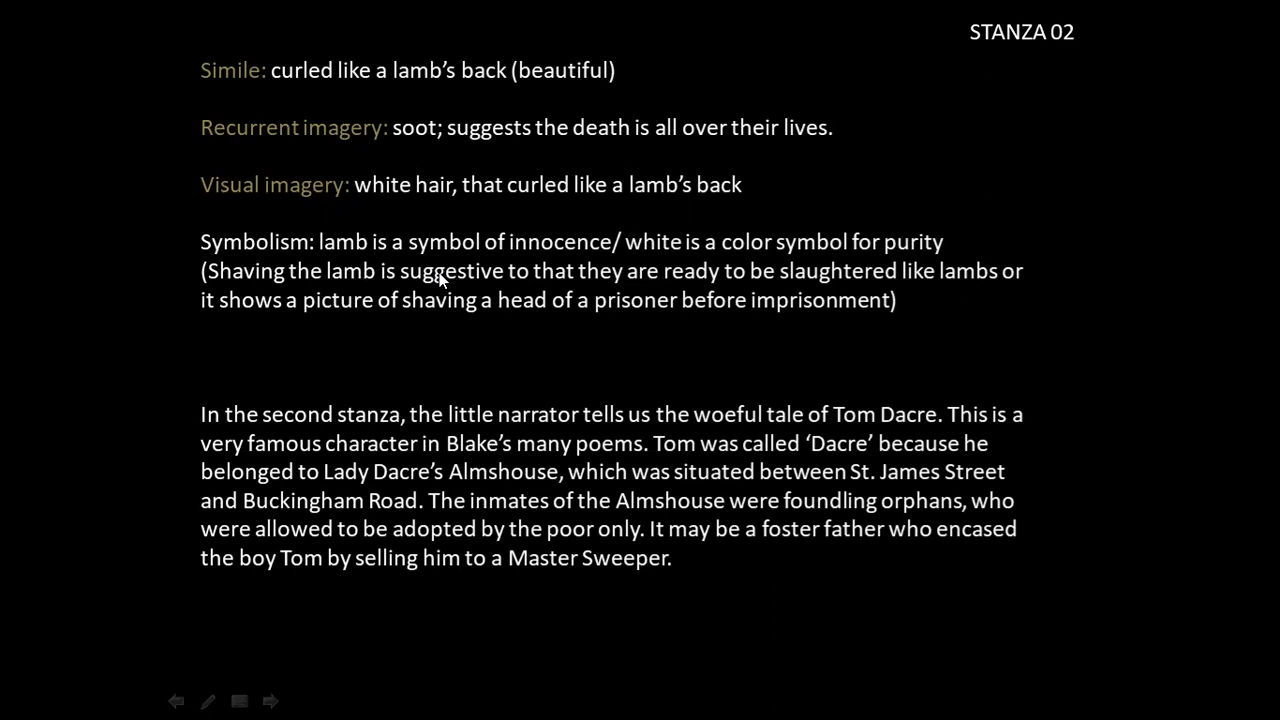 STANZA 02
Simile: curled like a lamb’s back (beautiful)
Recurrent imagery: soot; suggests the death is all over their lives.
Visual imagery: white hair, that curled like a lamb’s back
Symbolism: lamb is a symbol of innocence/ white is a color symbol for purity
(Shaving the lamb is suggestive to that they are ready to be slaughtered like lambs or
it shows a picture of shaving a head of a prisoner before imprisonment)
In the second stanza, the little narrator tells us the woeful tale of Tom Dacre. This is a
very famous character in Blake’s many poems. Tom was called ‘Dacre’ because he
belonged to Lady Dacre’s Almshouse, which was situated between St. James Street
and Buckingham Road. The inmates of the Almshouse were foundling orphans, who
were allowed to be adopted by the poor only. It may be a foster father who encased
the boy Tom by selling him to a Master Sweeper.